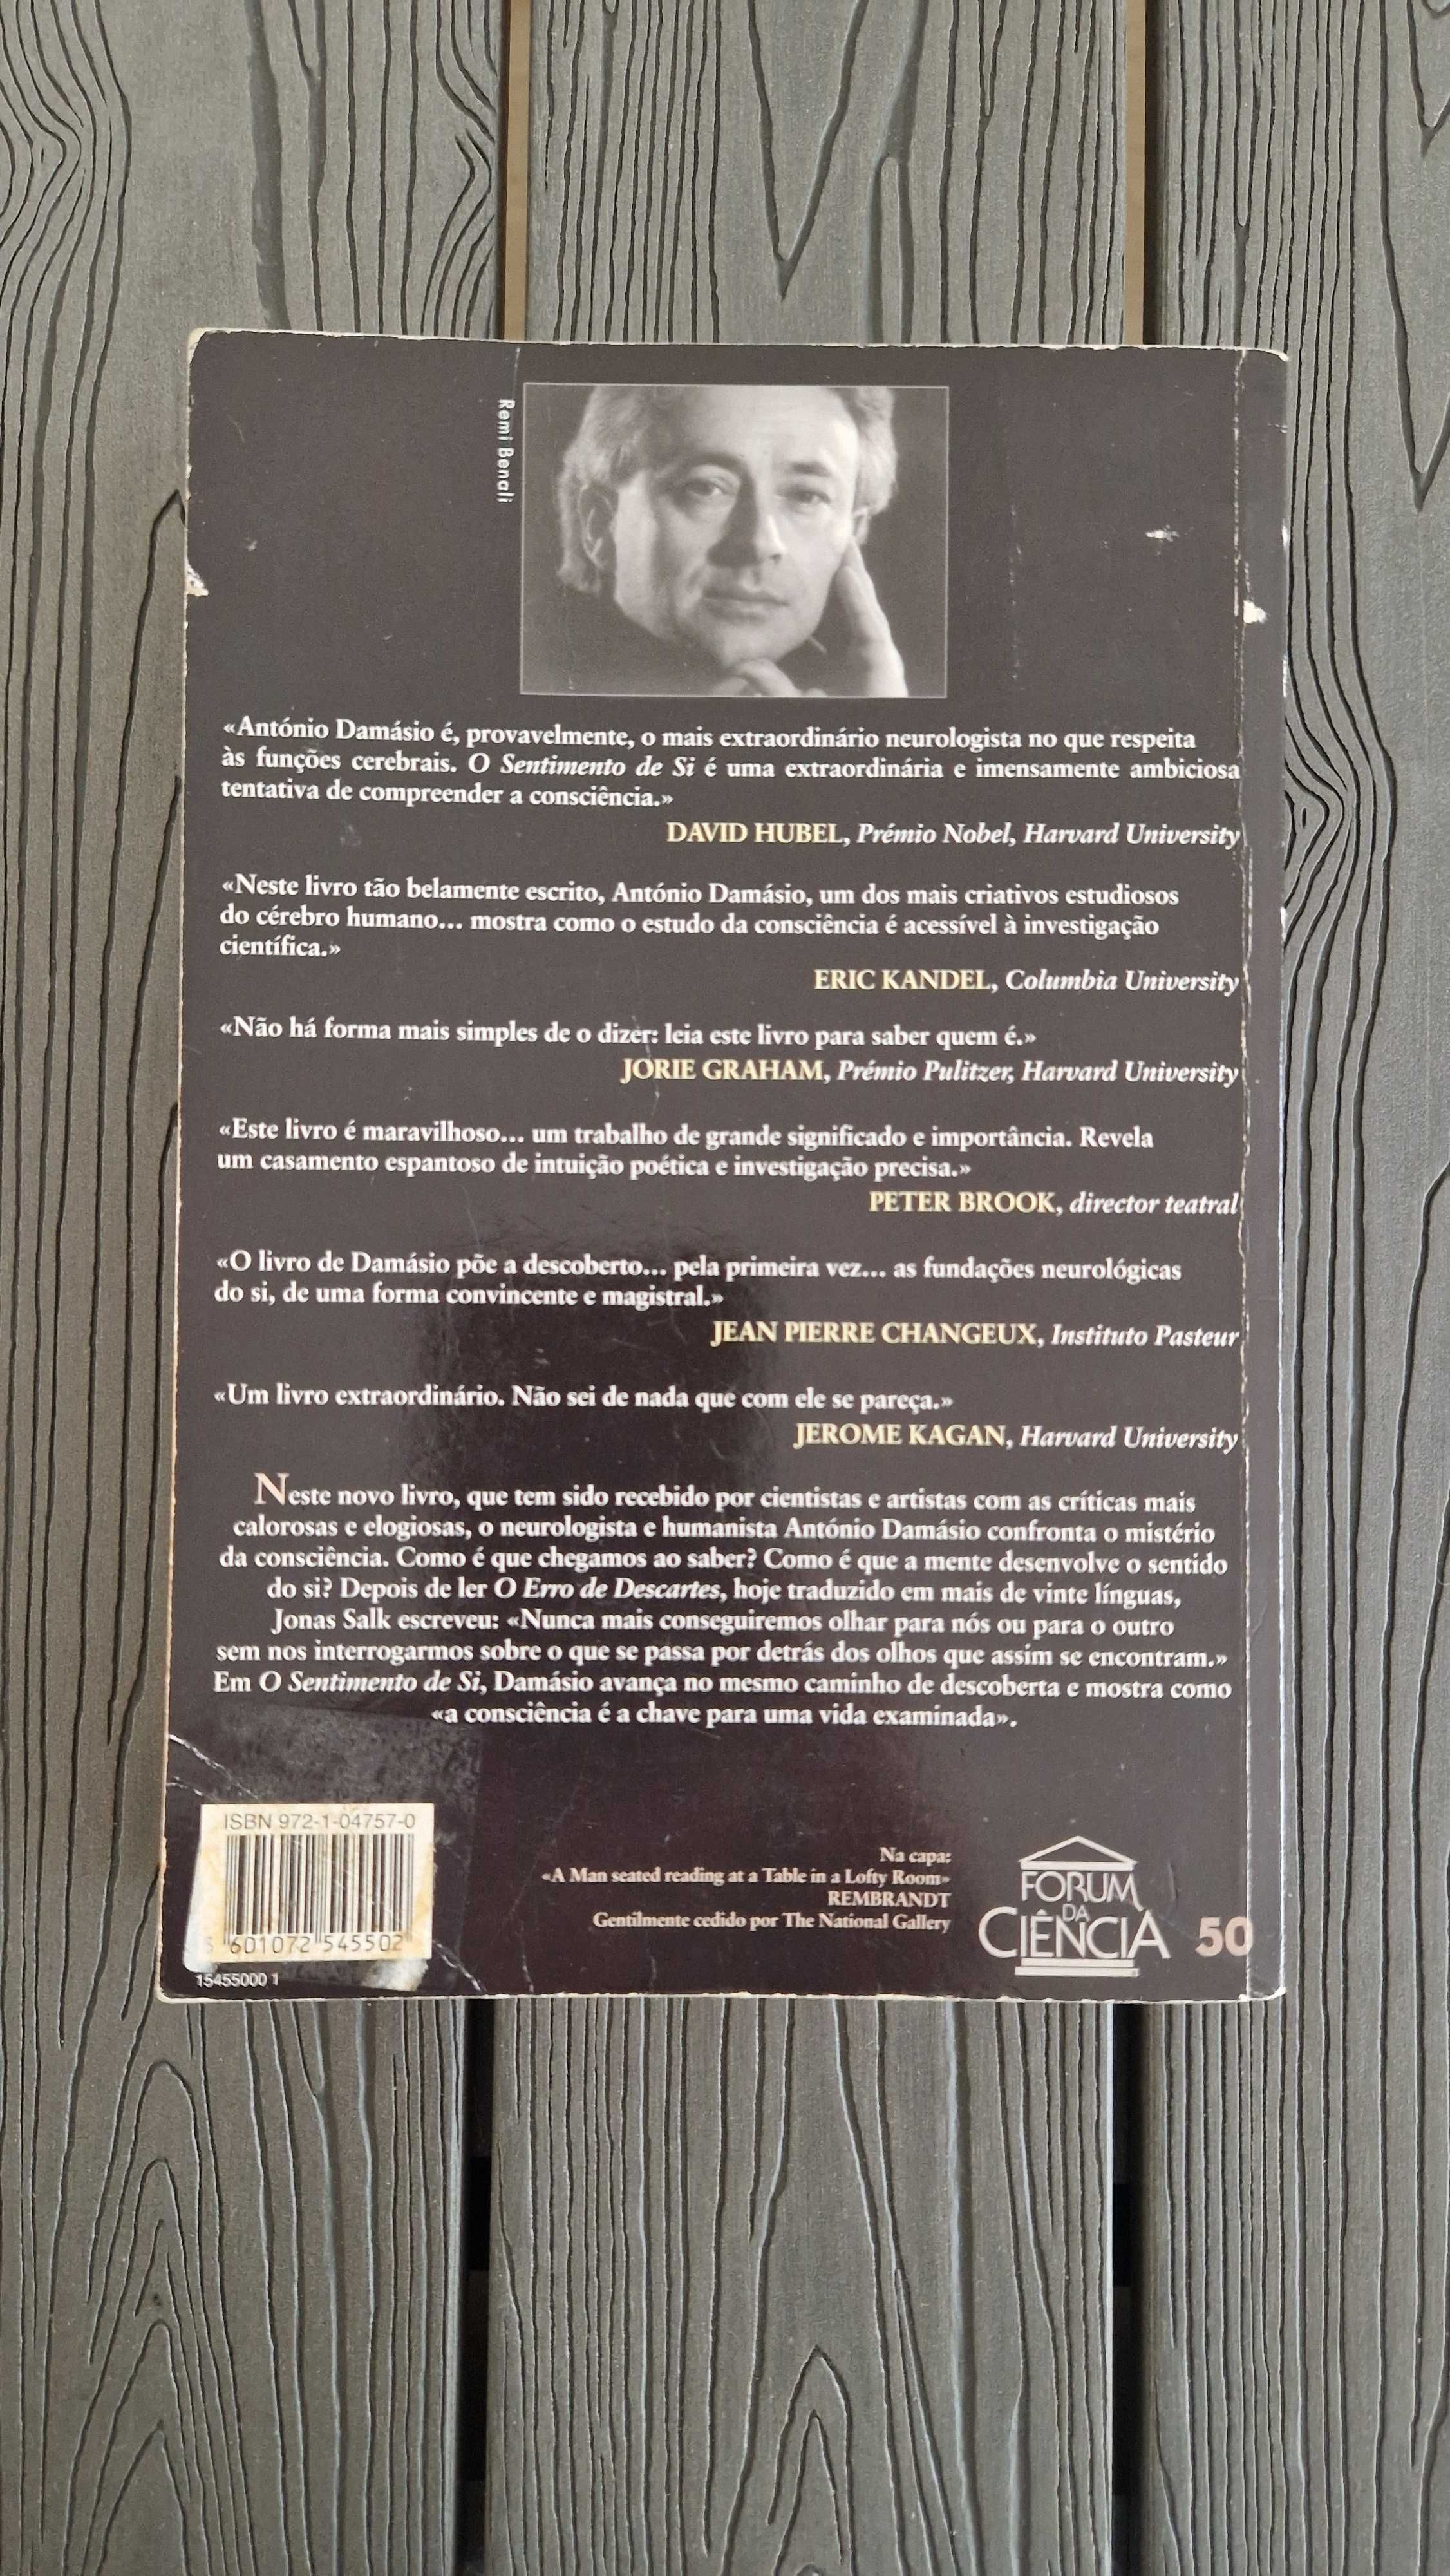 Remi Benali
«António Damásio é, provavelmente, o mais extraordinário neurologista no que respeita
às funções cerebrais. O Sentimento de Si é uma extraordinária e imensamente ambiciosa
tentativa de compreender a consciência.»
DAVID HUBEL, Prémio Nobel, Harvard University
«Neste livro tão belamente escrito, António Damásio, um dos mais criativos estudiosos
do cérebro humano... mostra como o estudo da consciência é acessível à investigação
científica.»
ERIC KANDEL, Columbia University
«Não há forma mais simples de o dizer: leia este livro para saber quem é.»
JORIE GRAHAM, Prémio Pulitzer, Harvard University
«Este livro é maravilhoso... um trabalho de grande significado e importância. Revela
um casamento espantoso de intuição poética e investigação precisa.»
PETER BROOK, director teatral
«O livro de Damásio põe a descoberto... pela primeira vez... as fundações neurológicas
do si, de uma forma convincente e magistral.»
JEAN PIERRE CHANGEUX, Instituto Pasteur
«Um livro extraordinário. Não sei de nada que com ele se pareça.»
JEROME KAGAN, Harvard University
Neste novo livro, que tem sido recebido por cientistas e artistas com as críticas mais
calorosas e elogiosas, o neurologista e humanista António Damásio confronta o mistério
da consciência. Como é que chegamos ao saber? Como é que a mente desenvolve o sentido
do si? Depois de ler O Erro de Descartes, hoje traduzido em mais de vinte línguas,
Jonas Salk escreveu: «Nunca mais conseguiremos olhar para nós ou para o outro
sem nos interrogarmos sobre o que se passa por detrás dos olhos que assim se encontram.»
Em O Sentimento de Si, Damásio avança no mesmo caminho de descoberta e mostra como
«a consciência é a chave para uma vida examinada».
ISBN 972-1-04757-0
5 601072 545502
15455000 1
Na capa:
«A Man seated reading at a Table in a Lofty Room»
REMBRANDT
Gentilmente cedido por The National Gallery
FORUM
DA
CIÊNCIA
50